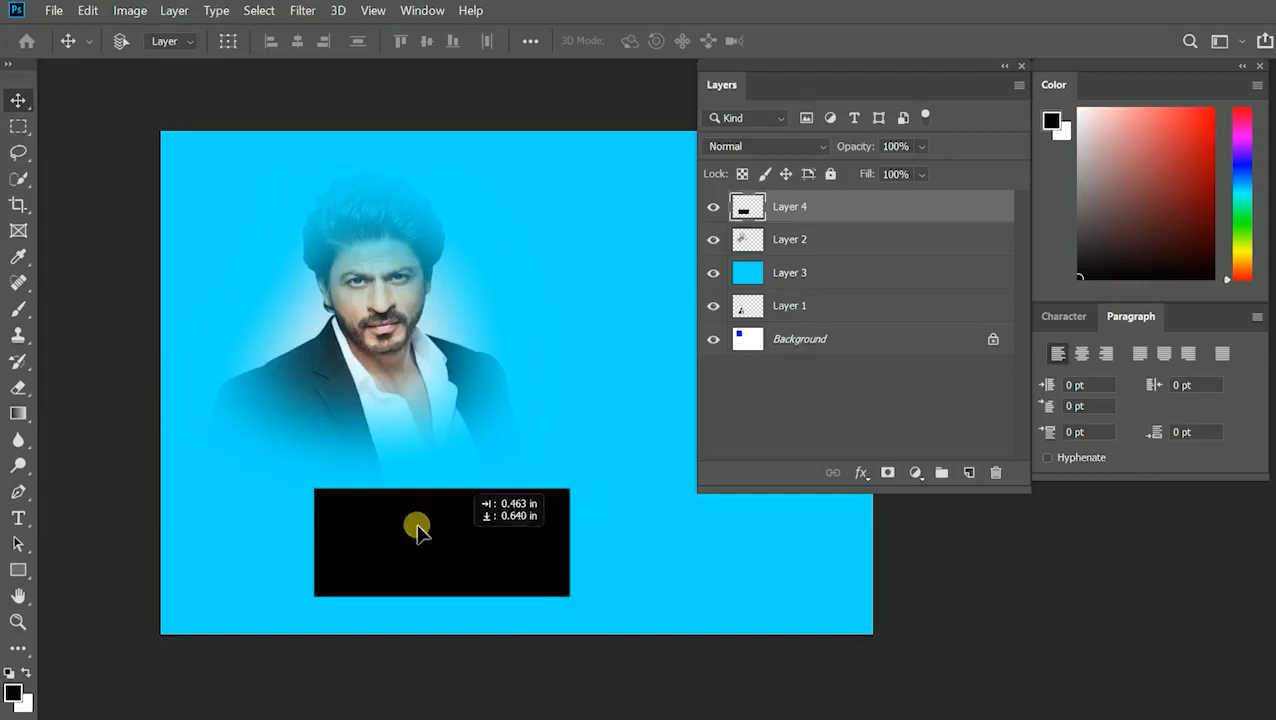 Ps File Edit Image Layer Type Select Filter 3D View Window Help
Layer 3D Mode:
Layers
Kind
Normal Opacity: 100%
Lock: Fill: 100%
Layer 4
Layer 2
Layer 3
Layer 1
Background
Color
Character Paragraph
0 pt 0 pt
0 pt
0 pt 0 pt
Hyphenate
: 0.463 in
: 0.640 in